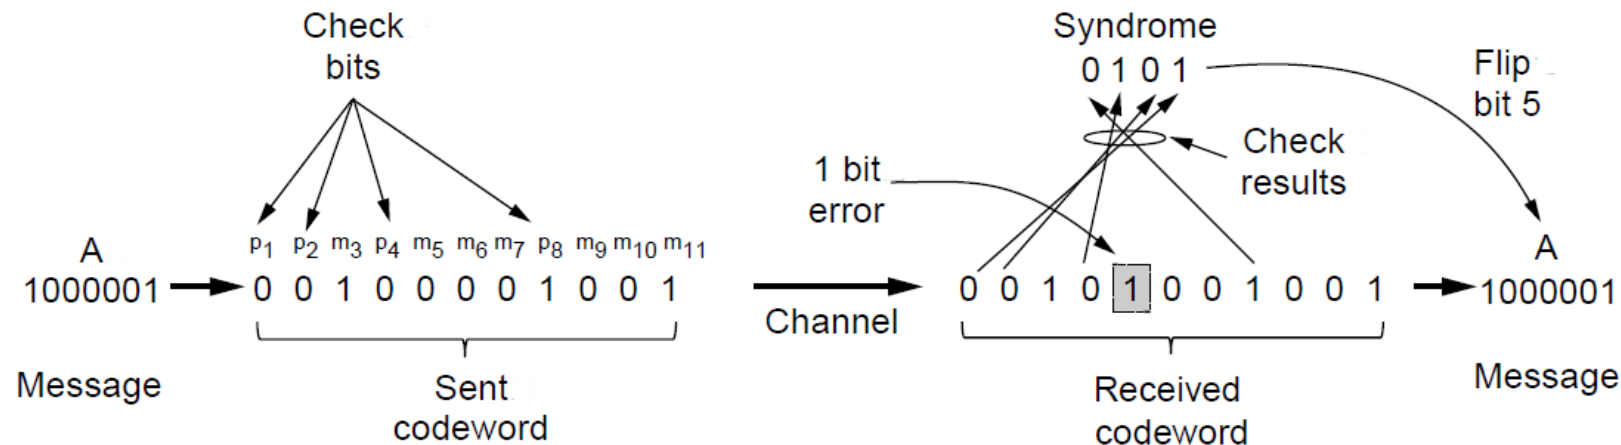 Check
bits
Syndrome
0 1 0 1
Flip
bit 5
1 bit
error
Check
results
A
1000001
p1 p2 m3 p4 m5 m6 m7 p8 m9 m10 m11
0 0 1 0 0 0 0 1 0 0 1
Channel
0 0 1 0 1 0 0 1 0 0 1
A
1000001
Message
Sent
codeword
Received
codeword
Message